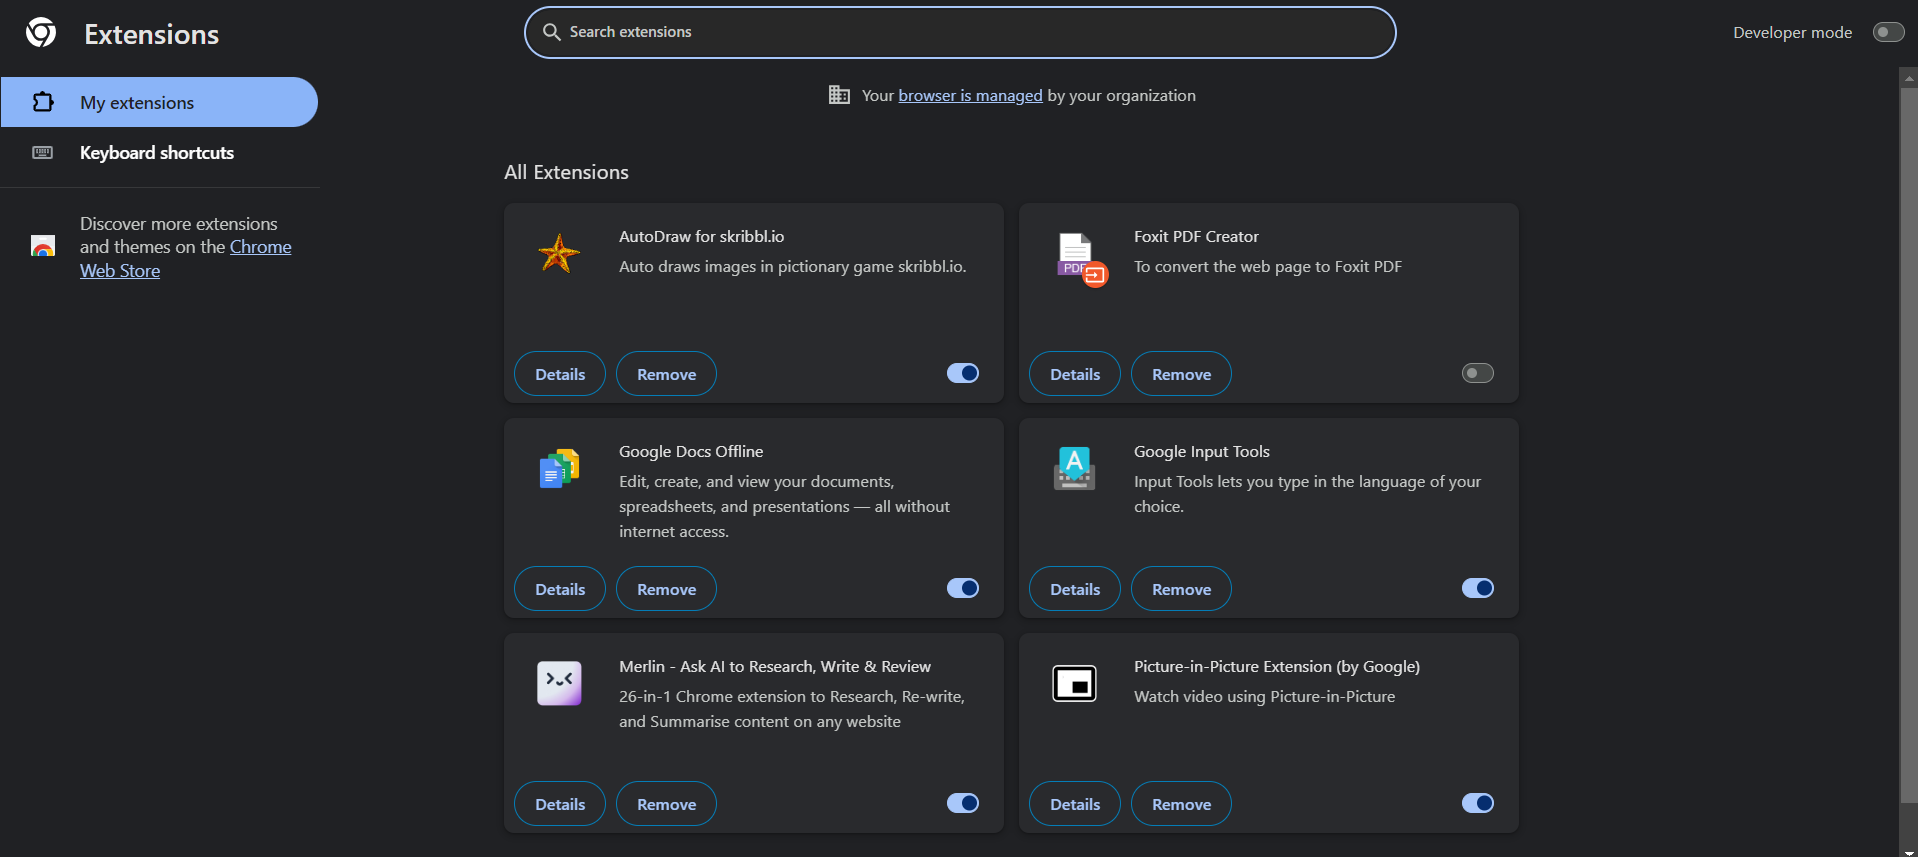 Extensions
Search extensions
Developer mode
My extensions
Keyboard shortcuts
Discover more extensions
and themes on the Chrome
Web Store
Your browser is managed by your organization
All Extensions
AutoDraw for skribbl.io
Auto draws images in pictionary game skribbl.io.
Details
Remove
Foxit PDF Creator
To convert the web page to Foxit PDF
PDF
Details
Remove
Google Docs Offline
Edit, create, and view your documents,
spreadsheets, and presentations — all without
internet access.
Details
Remove
Google Input Tools
Input Tools lets you type in the language of your
choice.
A
Details
Remove
Merlin - Ask AI to Research, Write & Review
26-in-1 Chrome extension to Research, Re-write,
and Summarise content on any website
Details
Remove
Picture-in-Picture Extension (by Google)
Watch video using Picture-in-Picture
Details
Remove